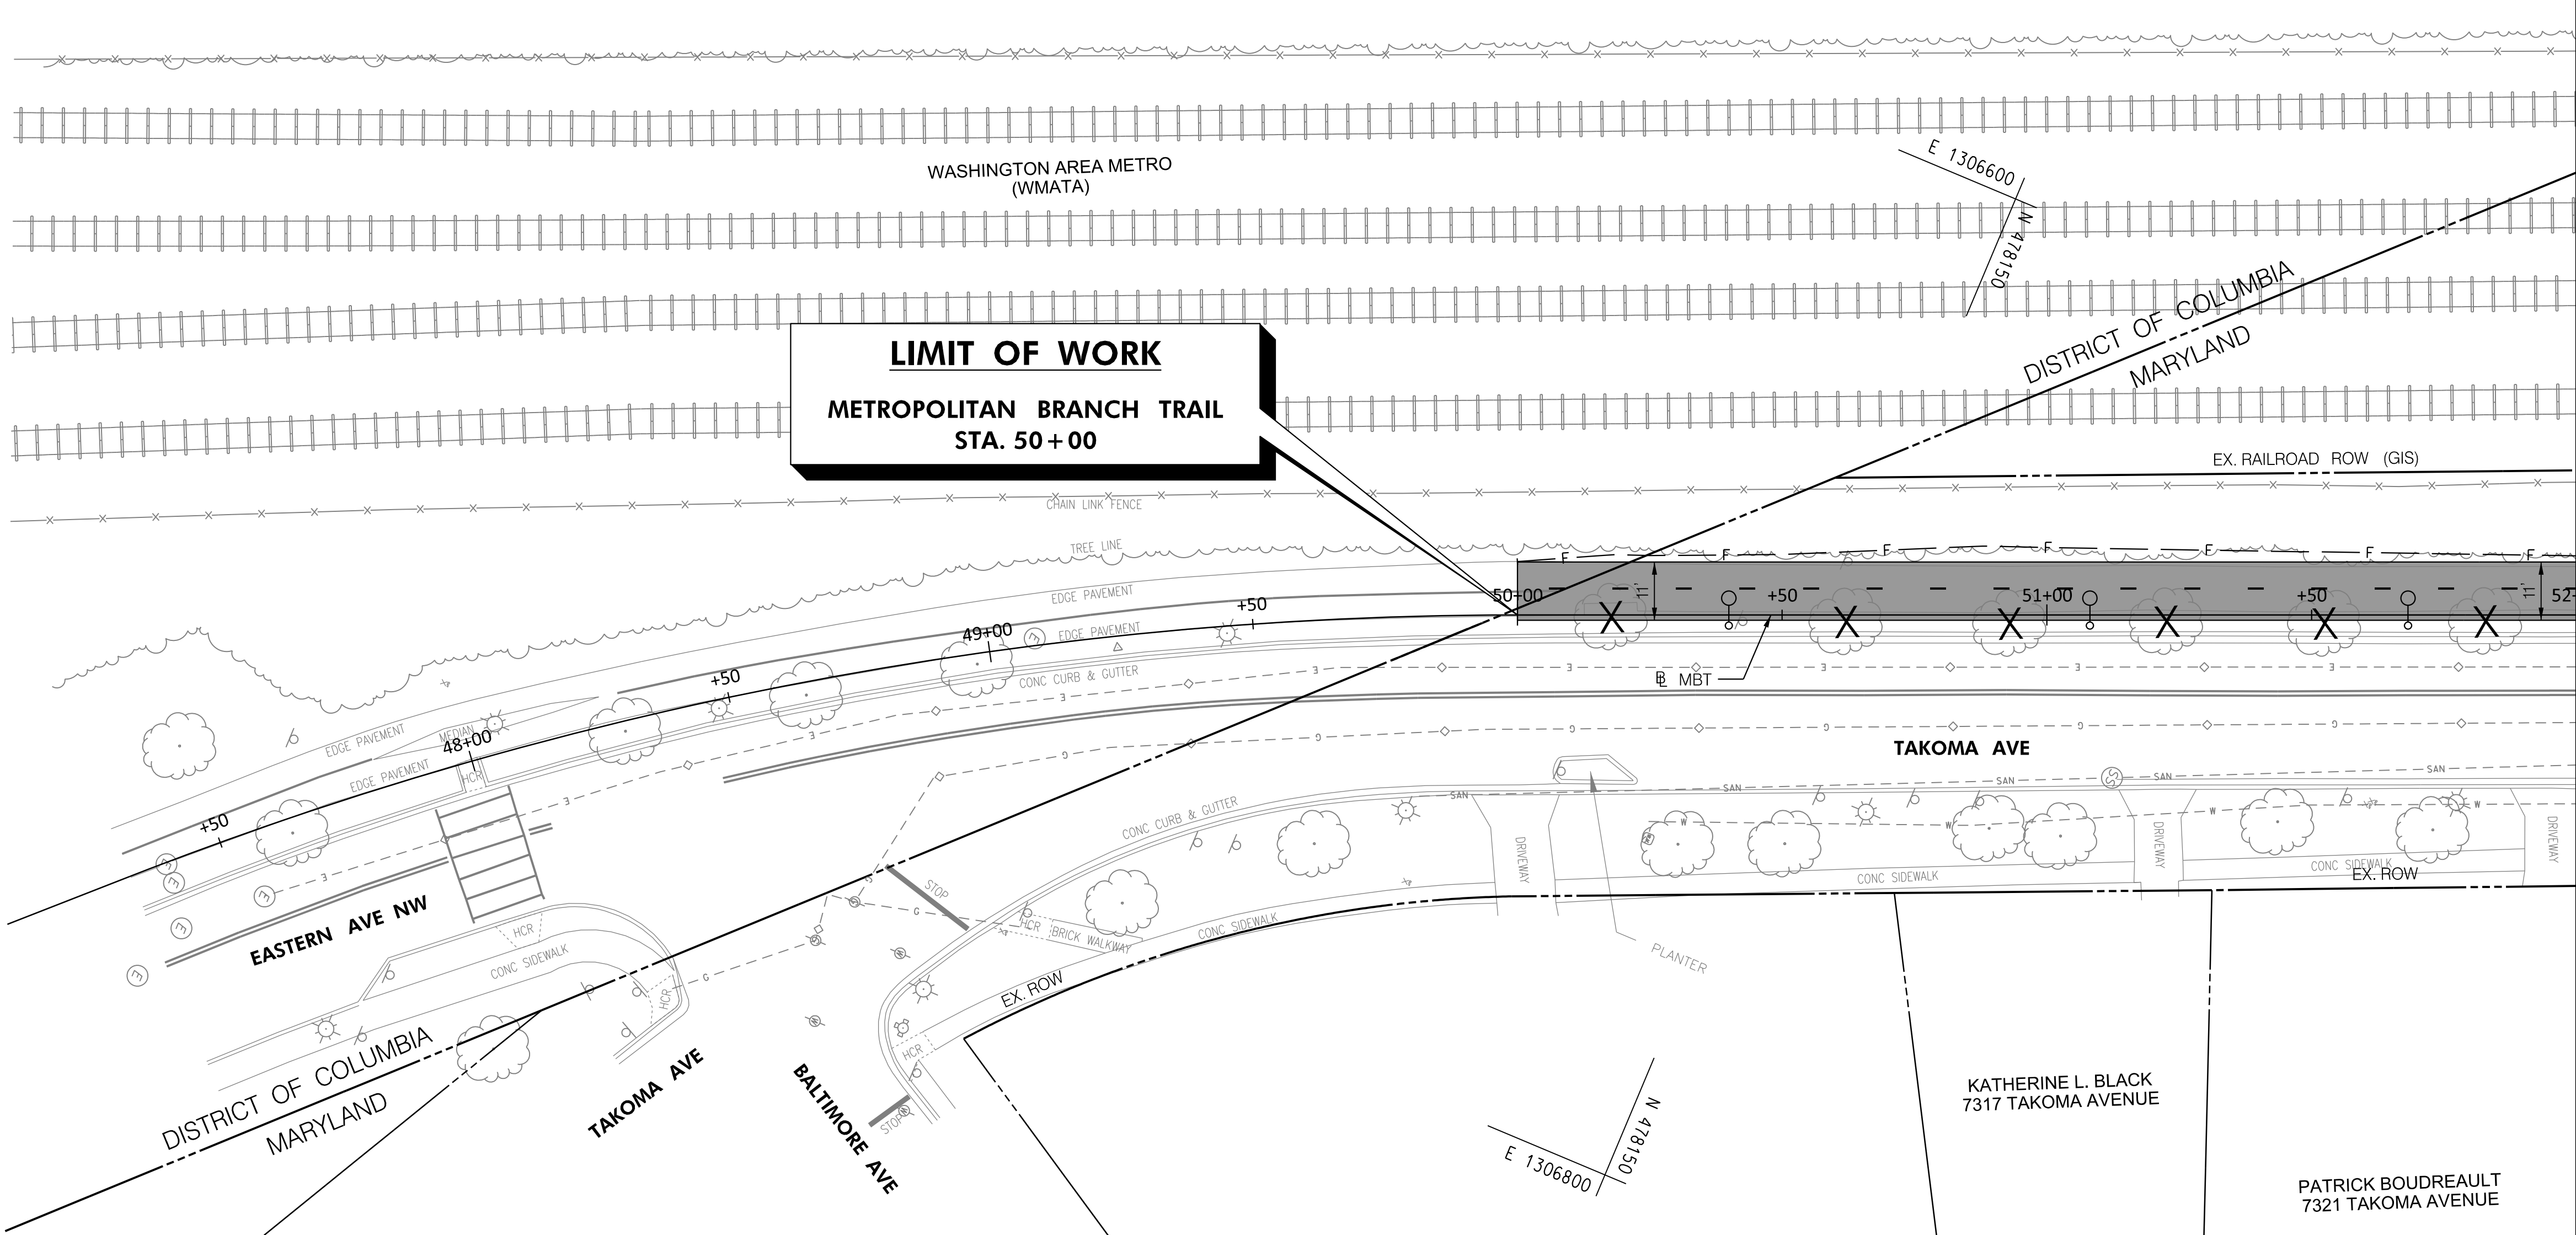 WASHINGTON AREA METRO
(WMATA)
E 1306600
N 478150
DISTRICT OF COLUMBIA
MARYLAND
LIMIT OF WORK
METROPOLITAN BRANCH TRAIL
STA. 50+00
EX. RAILROAD ROW (GIS)
CHAIN LINK FENCE
TREE LINE
F F F F F F F
EDGE PAVEMENT
50+00
11'
+50
51+00
+50
11'
52+
+50
49+00
E
EDGE PAVEMENT
CONC CURB & GUTTER
+50
BL MBT
E E E E E E E E
G G G G G G
TAKOMA AVE
MEDIAN
48+00
EDGE PAVEMENT
EDGE PAVEMENT
HCR
+50
SAN SAN SAN SAN SAN
SS
CONC CURB & GUTTER
W W W W
DRIVEWAY
DRIVEWAY
DRIVEWAY
CONC SIDEWALK
CONC SIDEWALK
EX. ROW
E
E
E
E
E
EASTERN AVE NW
HCR
CONC SIDEWALK
STOP
G
G
G
HCR
BRICK WALKWAY
CONC SIDEWALK
PLANTER
EX. ROW
HCR
HCR
STOP
DISTRICT OF COLUMBIA
MARYLAND
TAKOMA AVE
BALTIMORE AVE
E 1306800
N 478150
KATHERINE L. BLACK
7317 TAKOMA AVENUE
PATRICK BOUDREAULT
7321 TAKOMA AVENUE